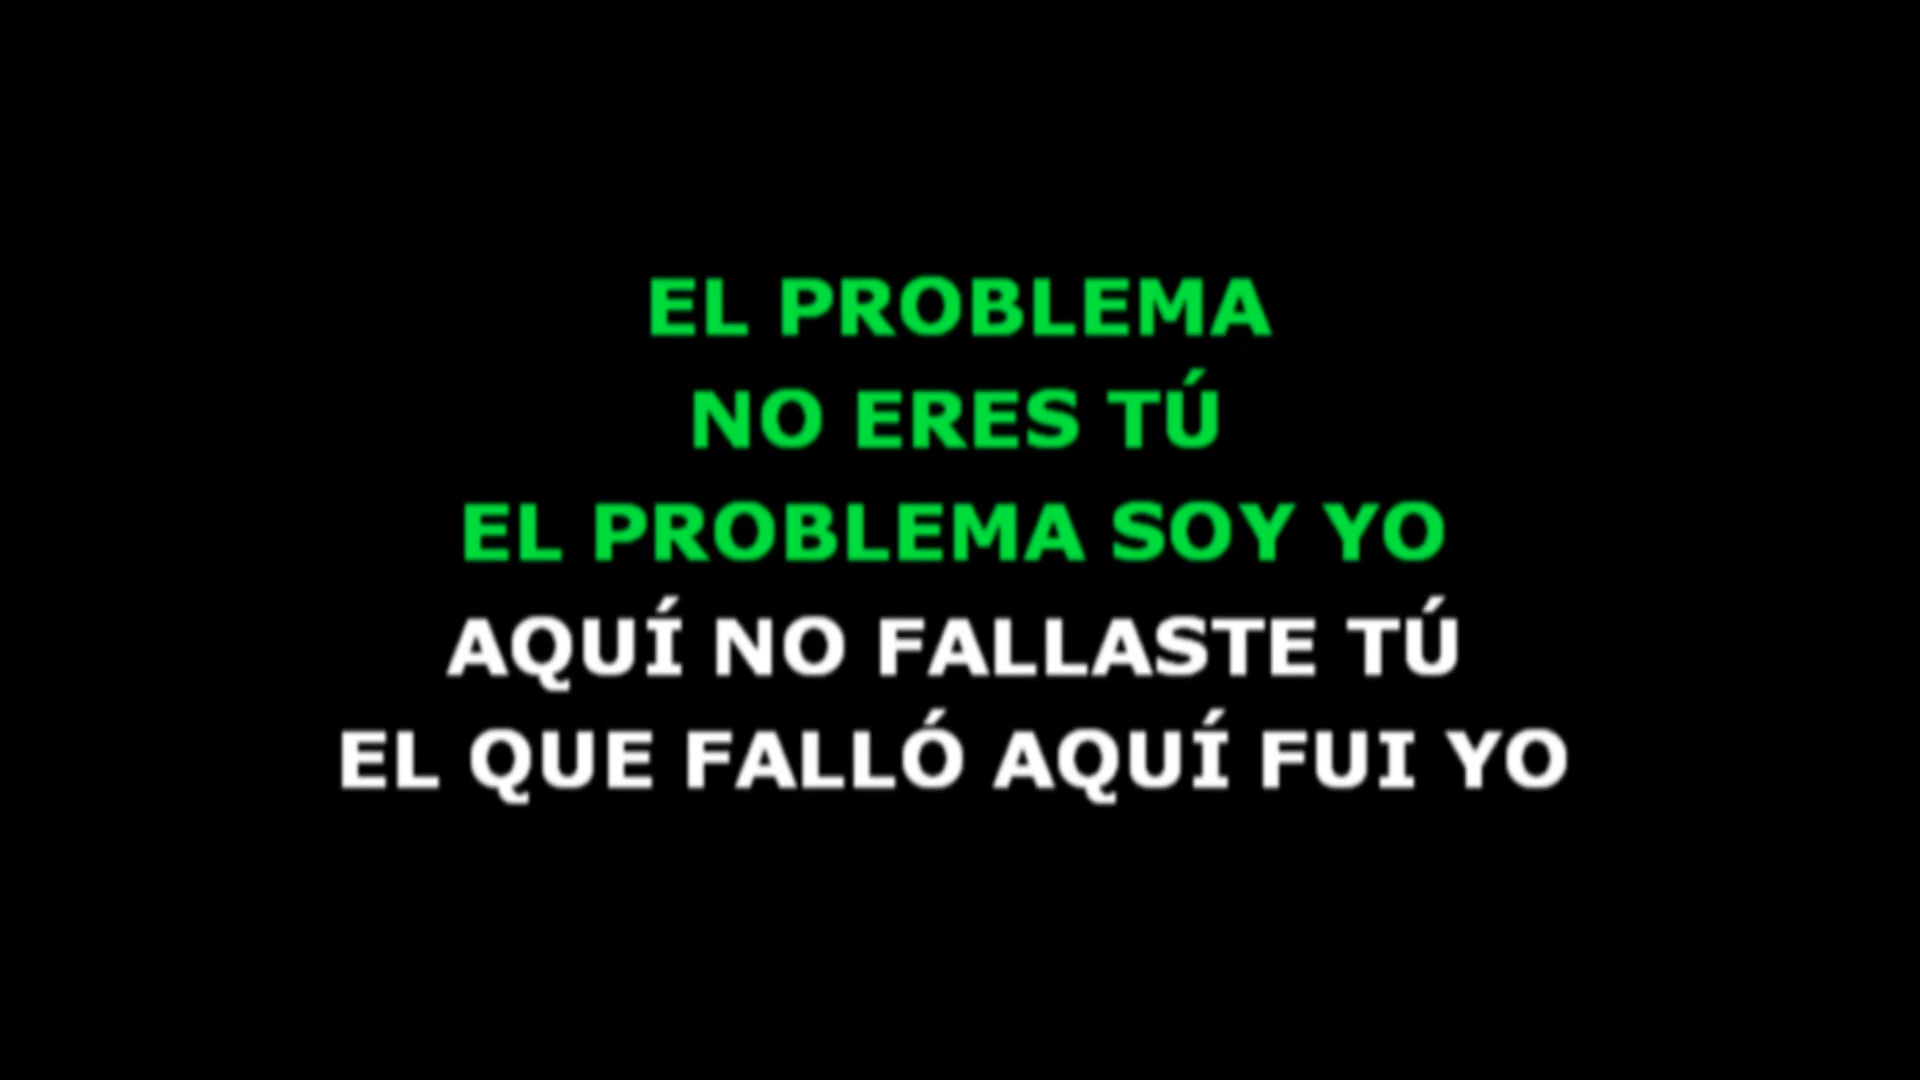 EL PROBLEMA
NO ERES TÚ
EL PROBLEMA SOY YO
AQUÍ NO FALLASTE TÚ
EL QUE FALLÓ AQUÍ FUI YO